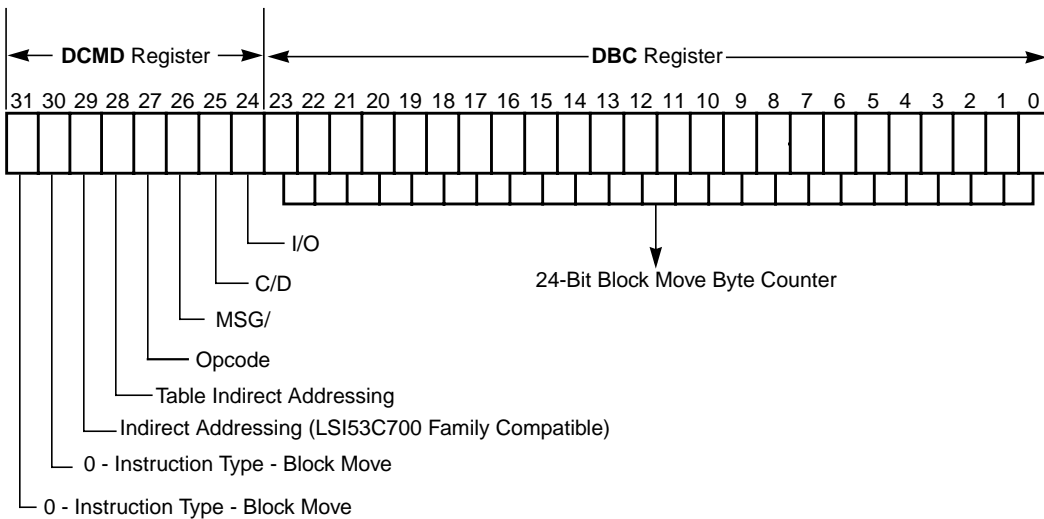 DCMD Register DBC Register
31 30 29 28 27 26 25 24 23 22 21 20 19 18 17 16 15 14 13 12 11 10 9 8 7 6 5 4 3 2 1 0
I/O
24-Bit Block Move Byte Counter
C/D
MSG/
Opcode
Table Indirect Addressing
Indirect Addressing (LSI53C700 Family Compatible)
0 - Instruction Type - Block Move
0 - Instruction Type - Block Move